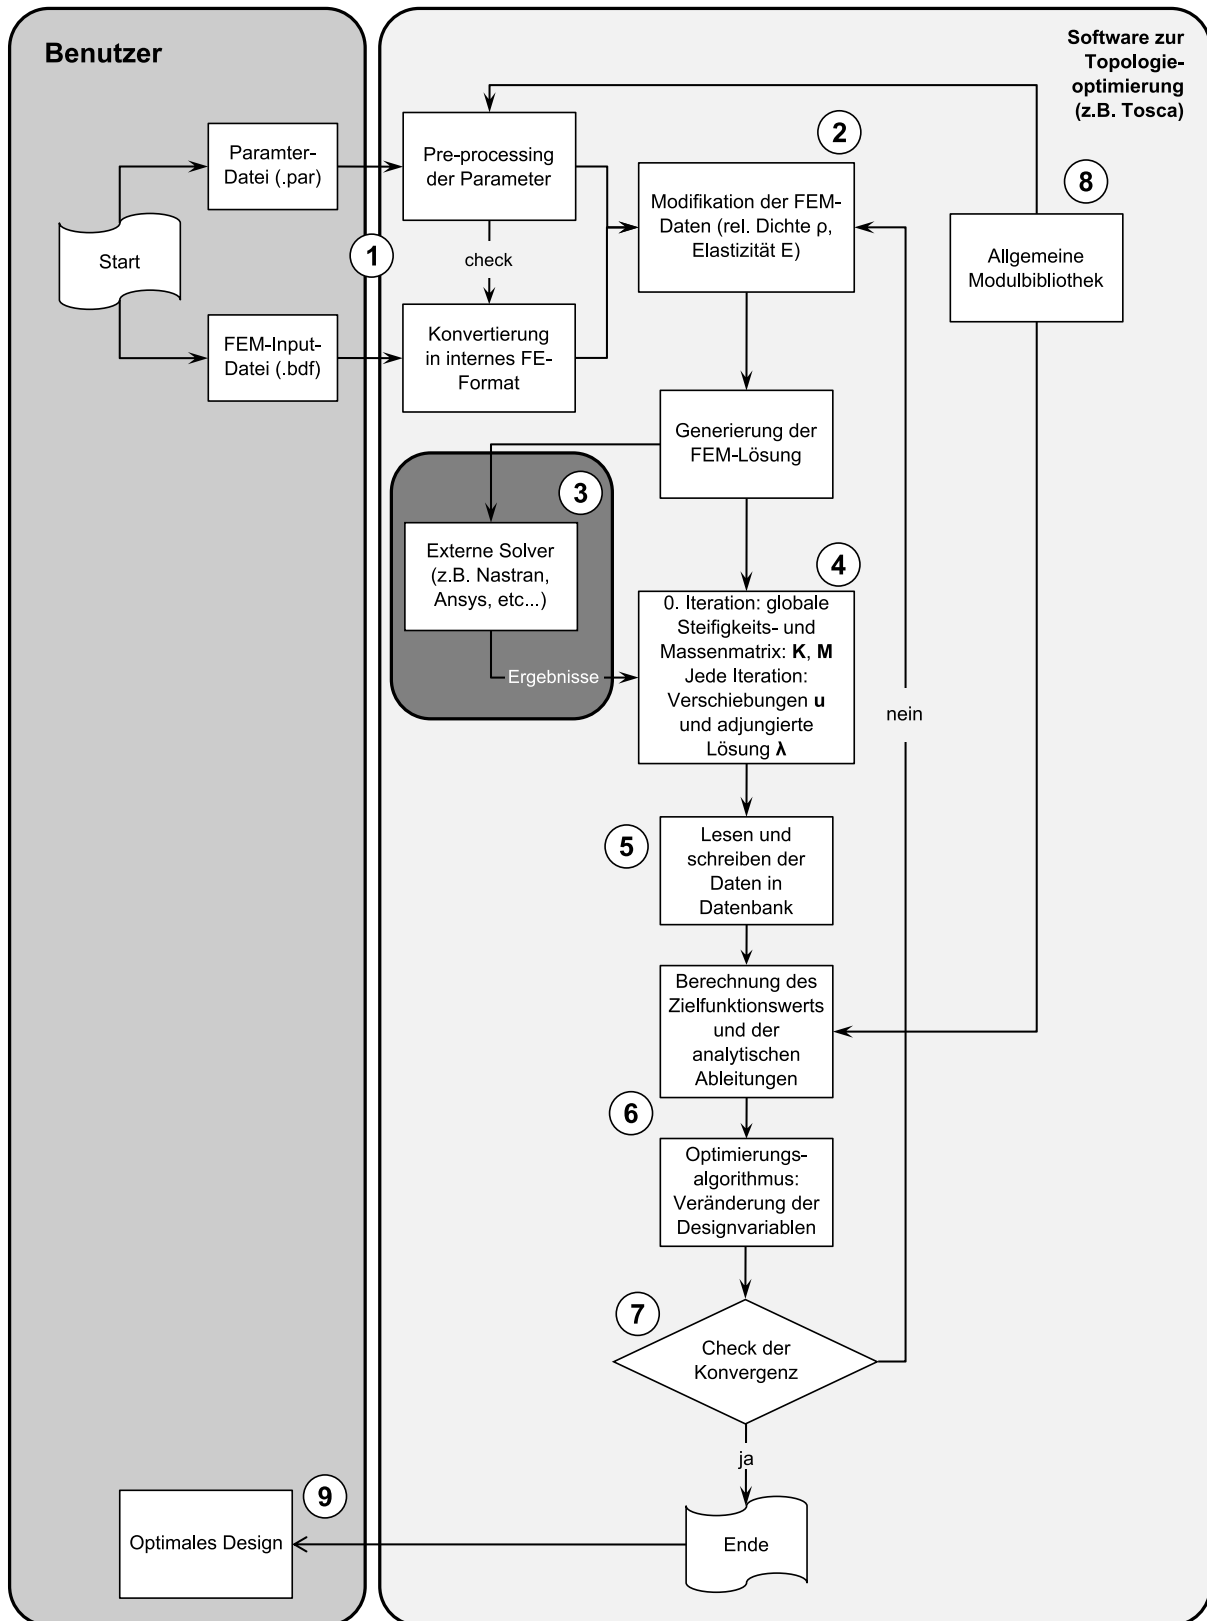 Benutzer
Software zur
Topologie-
optimierung
(z.B. Tosca)
Start
Paramter-
Datei (.par)
FEM-Input-
Datei (.bdf)
1
Pre-processing
der Parameter
check
Konvertierung
in internes FE-
Format
2
Modifikation der FEM-
Daten (rel. Dichte ρ,
Elastizität E)
8
Allgemeine
Modulbibliothek
Generierung der
FEM-Lösung
3
Externe Solver
(z.B. Nastran,
Ansys, etc...)
Ergebnisse
4
0. Iteration: globale
Steifigkeits- und
Massenmatrix: K, M
Jede Iteration:
Verschiebungen u
und adjungierte
Lösung λ
nein
5
Lesen und
schreiben der
Daten in
Datenbank
Berechnung des
Zielfunktionswerts
und der
analytischen
Ableitungen
6
Optimierungs-
algorithmus:
Veränderung der
Designvariablen
7
Check der
Konvergenz
ja
Ende
9
Optimales Design